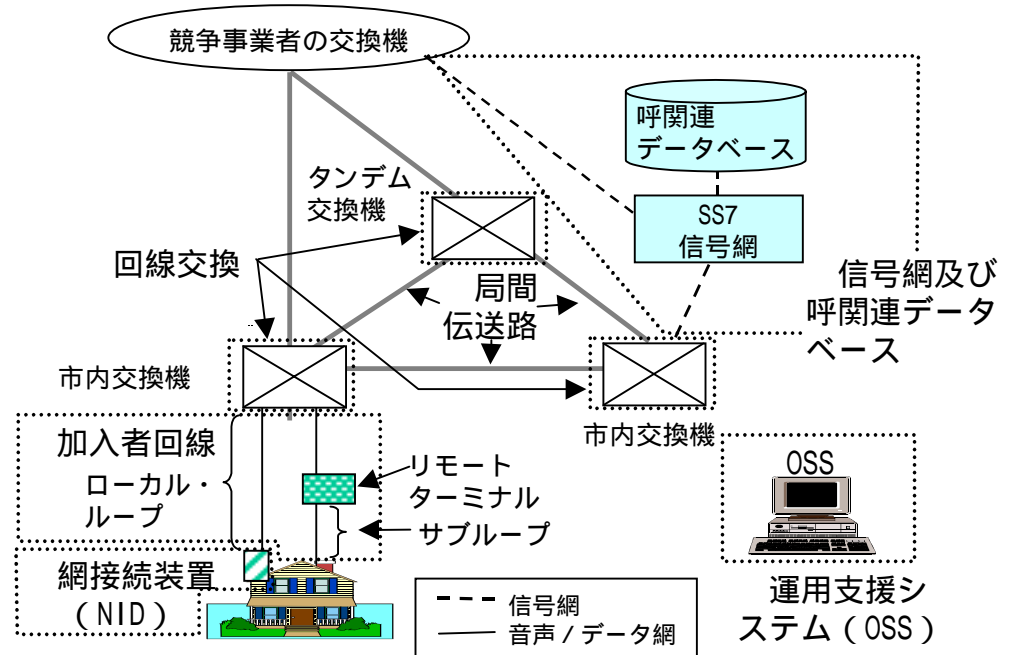 競争事業者の交換機
呼関連
データベース
タンデム
交換機
SS7
信号網
回線交換
局間
伝送路
信号網及び
呼関連データ
ベース
市内交換機
市内交換機
加入者回線
ローカル・
ループ
リモート
ターミナル
サブループ
OSS
網接続装置
(NID)
運用支援シ
ステム(OSS)
信号網
音声/データ網